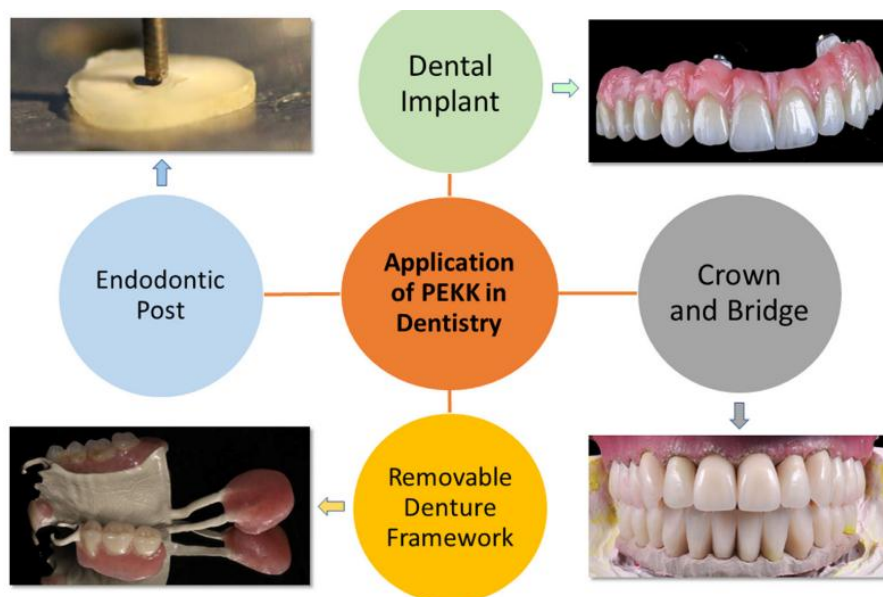 Dental
Implant
Endodontic
Post
Application
of PEKK in
Dentistry
Crown
and Bridge
Removable
Denture
Framework